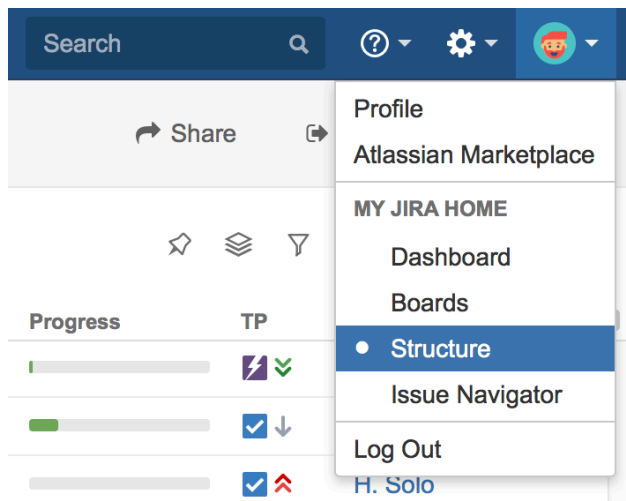 Search
Share
Profile
Atlassian Marketplace
MY JIRA HOME
Dashboard
Boards
Structure
Issue Navigator
Log Out
Progress TP
H. Solo